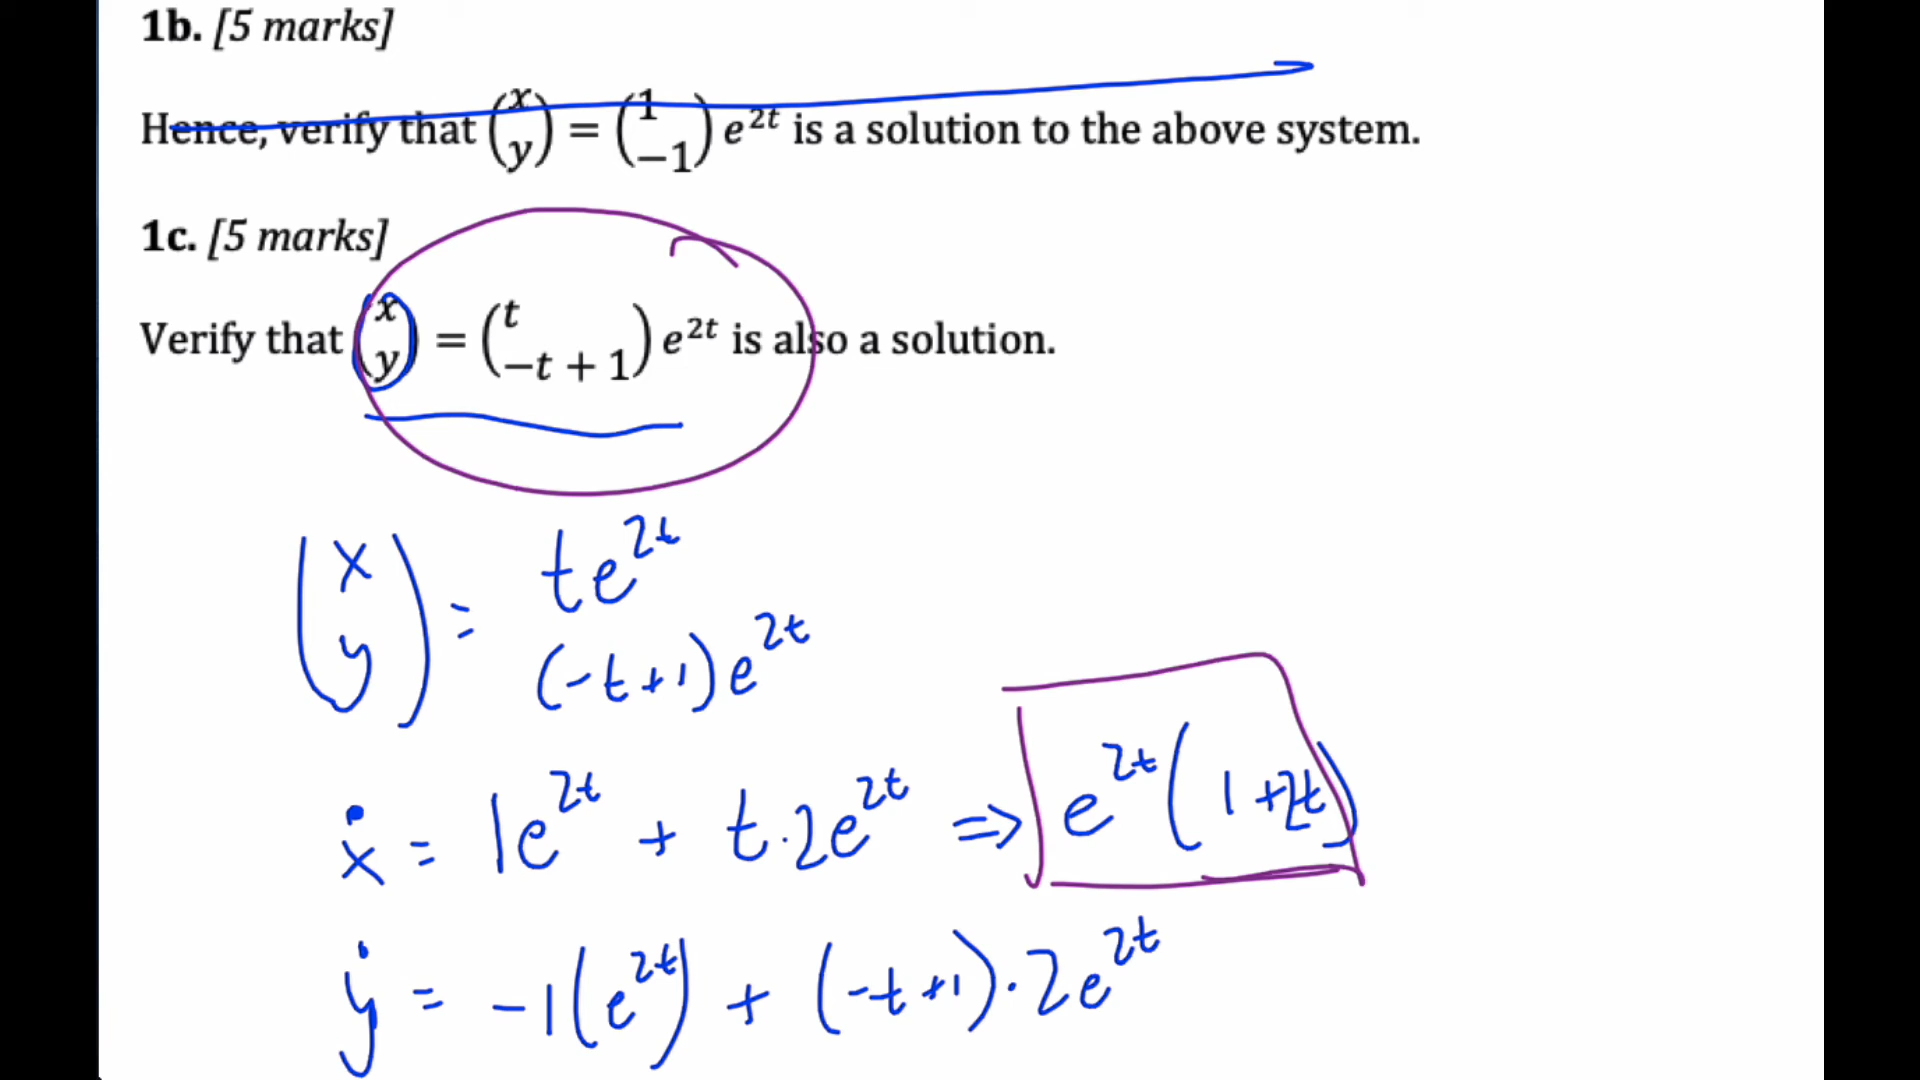 1b. [5 marks]
Hence, verify that (x y) = (1 −1) e^{2t} is a solution to the above system.
1c. [5 marks]
Verify that (x y) = (t −t + 1) e^{2t} is also a solution.
(x y) = te^{2t}
(-t+1)e^{2t}
ẋ = 1e^{2t} + t·2e^{2t} ⇒ e^{2t}(1+2t)
ẏ = -1(e^{2t}) + (-t+1)·2e^{2t}